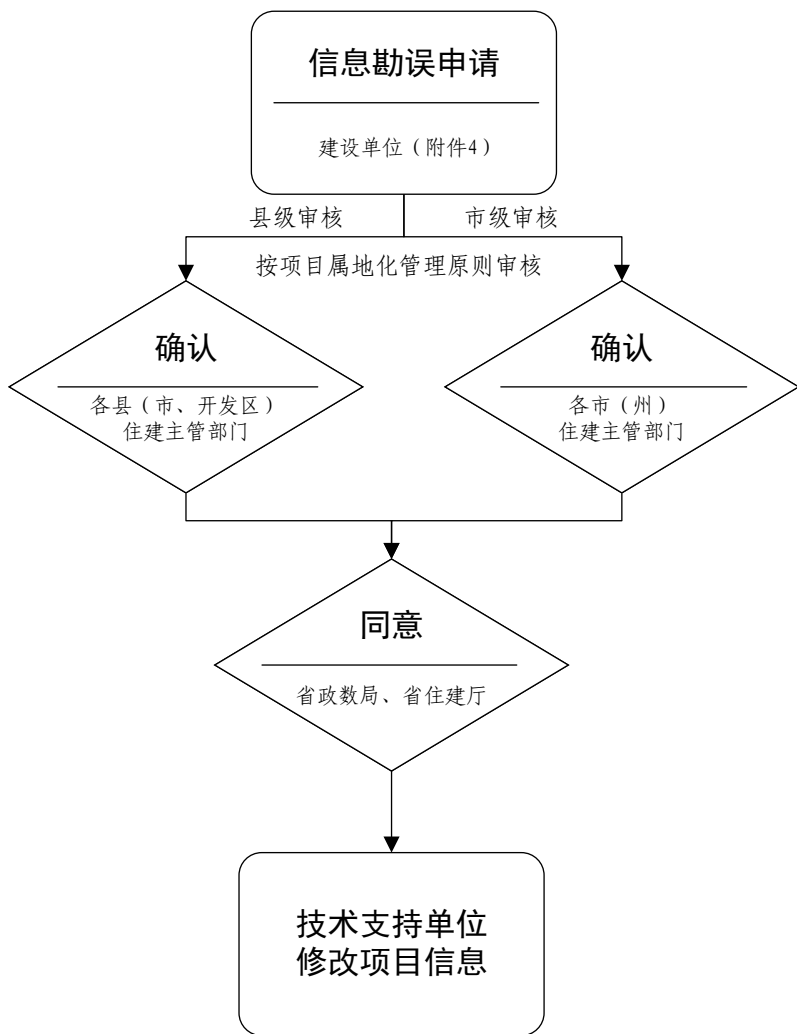 信息勘误申请
建设单位（附件4）
县级审核
市级审核
按项目属地化管理原则审核
确认
各县（市、开发区）
住建主管部门
确认
各市（州）
住建主管部门
同意
省政数局、省住建厅
技术支持单位
修改项目信息